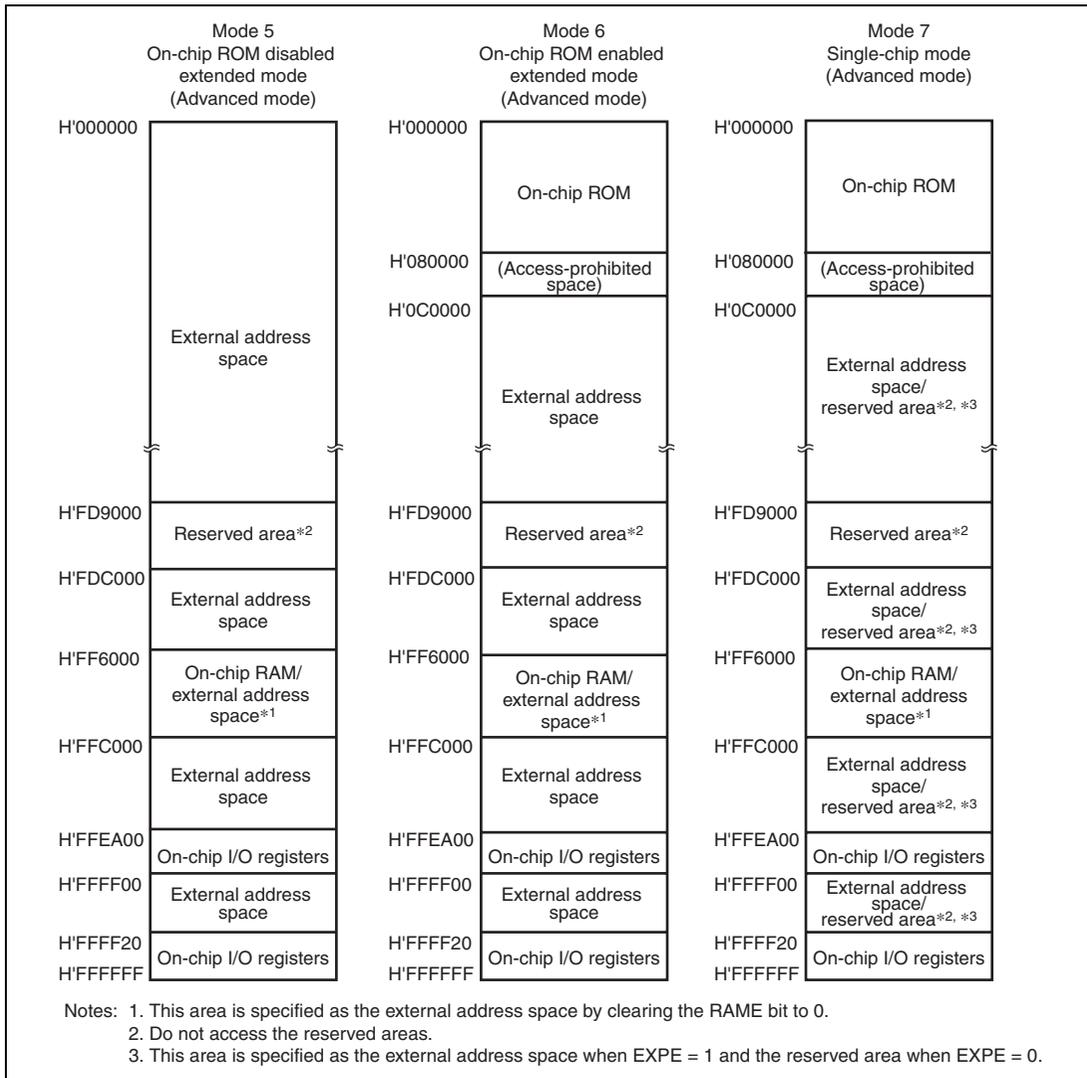 Mode 5
On-chip ROM disabled
extended mode
(Advanced mode)
H'000000
External address
space
H'FD9000
Reserved area*2
H'FDC000
External address
space
H'FF6000
On-chip RAM/
external address
space*1
H'FFC000
External address
space
H'FFEA00
On-chip I/O registers
H'FFFF00
External address
space
H'FFFF20
On-chip I/O registers
H'FFFFFF
Mode 6
On-chip ROM enabled
extended mode
(Advanced mode)
H'000000
On-chip ROM
H'080000
(Access-prohibited
space)
H'0C0000
External address
space
H'FD9000
Reserved area*2
H'FDC000
External address
space
H'FF6000
On-chip RAM/
external address
space*1
H'FFC000
External address
space
H'FFEA00
On-chip I/O registers
H'FFFF00
External address
space
H'FFFF20
On-chip I/O registers
H'FFFFFF
Mode 7
Single-chip mode
(Advanced mode)
H'000000
On-chip ROM
H'080000
(Access-prohibited
space)
H'0C0000
External address
space/
reserved area*2, *3
H'FD9000
Reserved area*2
H'FDC000
External address
space/
reserved area*2, *3
H'FF6000
On-chip RAM/
external address
space*1
H'FFC000
External address
space/
reserved area*2, *3
H'FFEA00
On-chip I/O registers
H'FFFF00
External address
space/
reserved area*2, *3
H'FFFF20
On-chip I/O registers
H'FFFFFF
Notes: 1. This area is specified as the external address space by clearing the RAME bit to 0.
2. Do not access the reserved areas.
3. This area is specified as the external address space when EXPE = 1 and the reserved area when EXPE = 0.